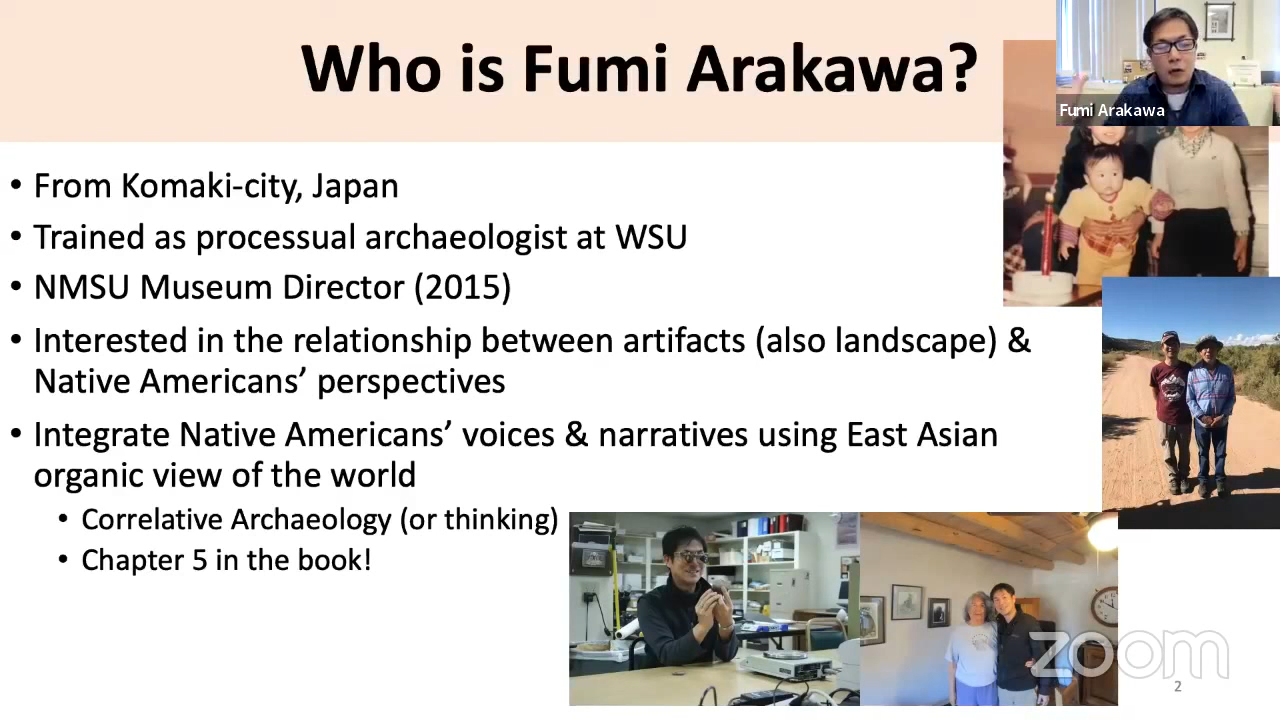 Who is Fumi Arakawa?
Fumi Arakawa
• From Komaki-city, Japan
• Trained as processual archaeologist at WSU
• NMSU Museum Director (2015)
• Interested in the relationship between artifacts (also landscape) &
Native Americans’ perspectives
• Integrate Native Americans’ voices & narratives using East Asian
organic view of the world
• Correlative Archaeology (or thinking)
• Chapter 5 in the book!
zoom
2